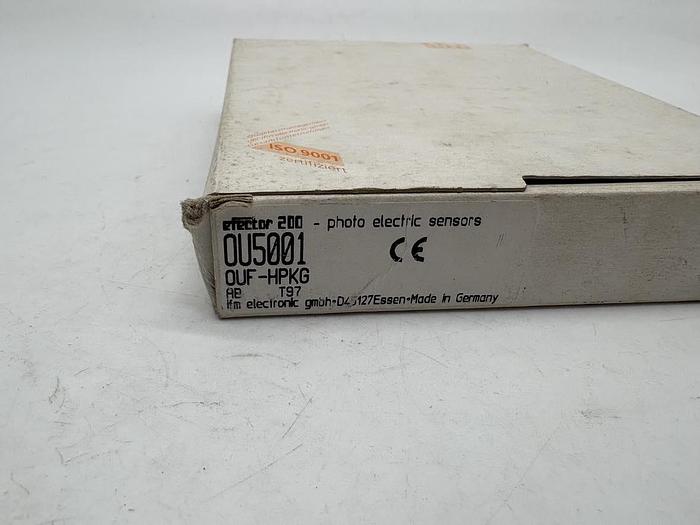 ISO 9001
zertifiziert
efector 200 - photo electric sensors
OU5001
CE
OUF-HPKG
AB T97
ifm electronic gmbh•D45127Essen•Made in Germany